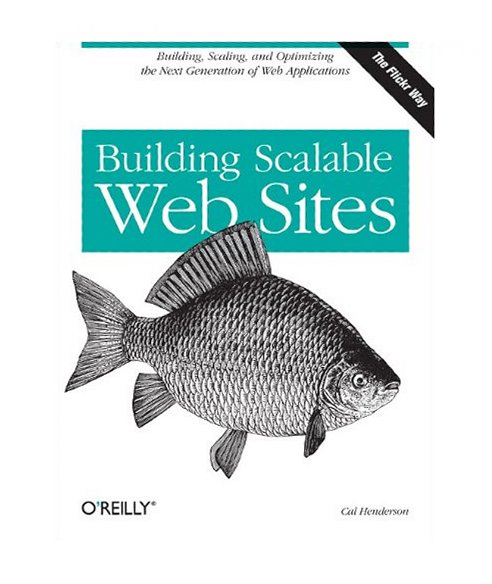 Building, Scaling, and Optimizing
the Next Generation of Web Applications
The Flickr Way
Building Scalable
Web Sites
O'REILLY®
Cal Henderson